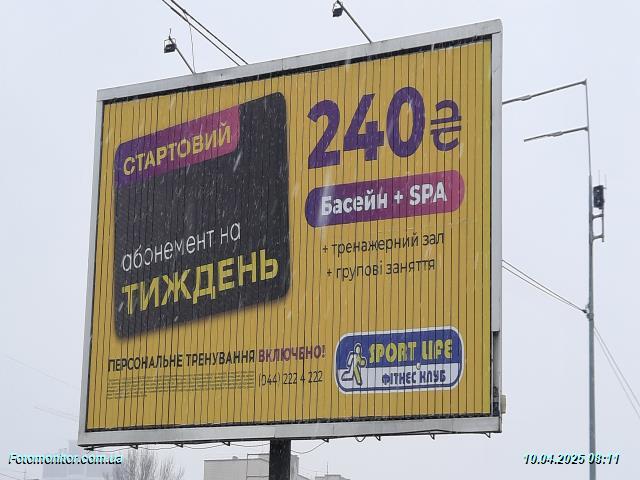 СТАРТОВИЙ
абонемент на
ТИЖДЕНЬ
240₴
Басейн + SPA
+ тренажерний зал
+ групові заняття
ПЕРСОНАЛЬНЕ ТРЕНУВАННЯ ВКЛЮЧЕНО!
(044) 222 4 222
SPORT LIFE
ФІТНЕС КЛУБ
Fotomonitor.com.ua
10.04.2025 08:11